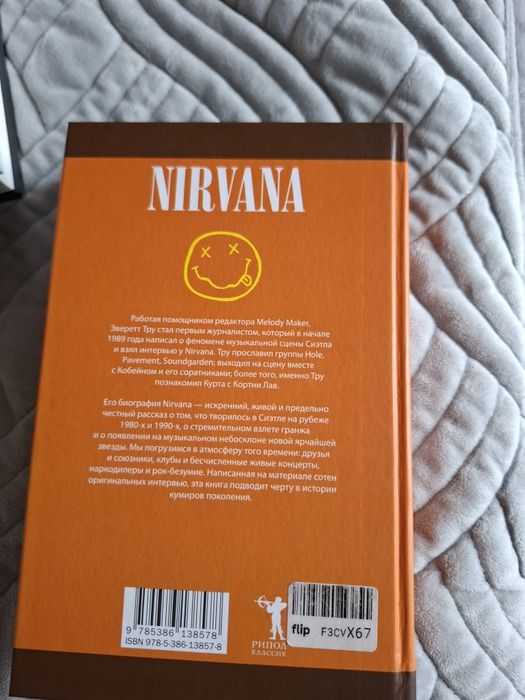 NIRVANA
Работая помощником редактора Melody Maker,
Эверетт Тру стал первым журналистом, который в начале
1989 года написал о феномене музыкальной сцены Сиэтла
и взял интервью у Nirvana. Тру прославил группы Hole,
Pavement, Soundgarden; выходил на сцену вместе
с Кобейном и его соратниками; более того, именно Тру
познакомил Курта с Кортни Лав.
Его биография Nirvana — искренний, живой и предельно
честный рассказ о том, что творилось в Сиэтле на рубеже
1980-х и 1990-х, о стремительном взлете гранжа
и о появлении на музыкальном небосклоне новой ярчайшей
звезды. Мы погрузимся в атмосферу того времени: друзья
и союзники, клубы и бесчисленные живые концерты,
наркодилеры и рок-безумие. Написанная на материале сотен
оригинальных интервью, эта книга подводит черту в истории
кумиров поколения.
9 785386 138578
ISBN 978-5-386-13857-8
РИПОЛ
КЛАССИК
flip F3CVX67